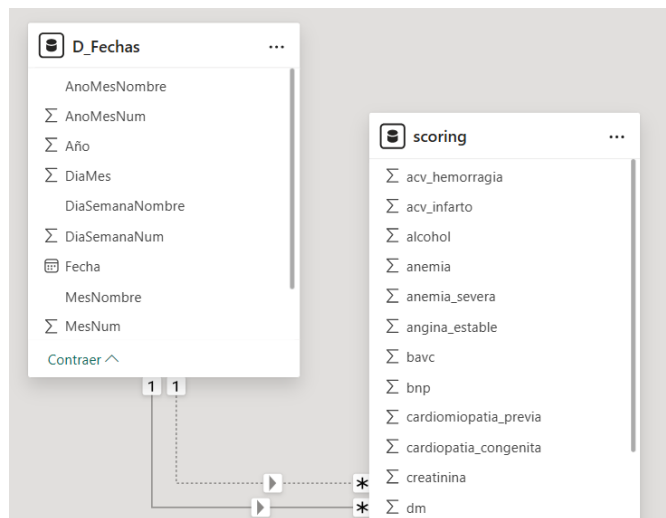 D_Fechas
AnoMesNombre
∑ AnoMesNum
∑ Año
∑ DiaMes
DiaSemanaNombre
∑ DiaSemanaNum
Fecha
MesNombre
∑ MesNum
Contraer
1 1
scoring
∑ acv_hemorragia
∑ acv_infarto
∑ alcohol
∑ anemia
∑ anemia_severa
∑ angina_estable
∑ bavc
∑ bnp
∑ cardiomiopatia_previa
∑ cardiopatia_congenita
∑ creatinina
∑ dm
*
*